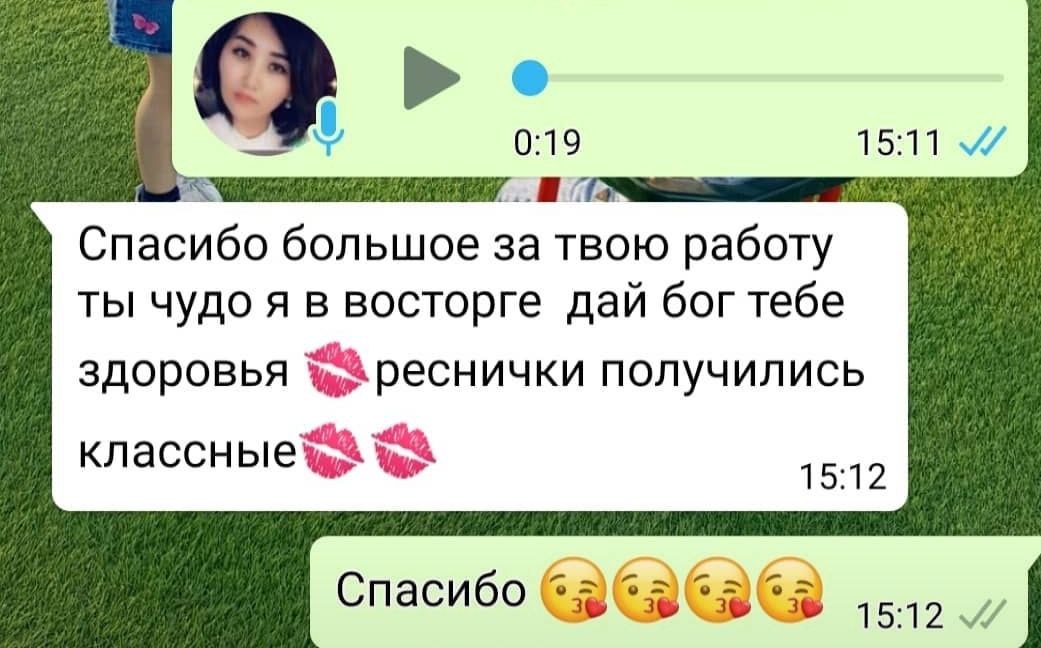 0:19 15:11
Спасибо большое за твою работу
ты чудо я в восторге дай бог тебе
здоровья 💋реснички получились
классные💋💋
15:12
Спасибо 😘😘😘😘 15:12